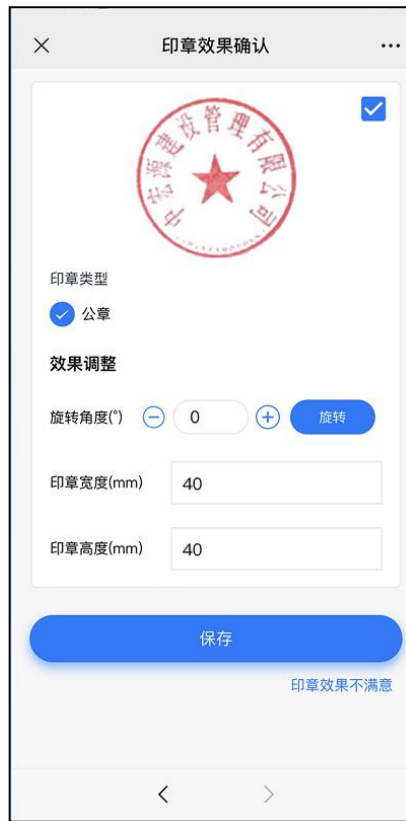 印章效果确认
中宏源建设管理有限公司
印章类型
公章
效果调整
旋转角度(°) 0 旋转
印章宽度(mm) 40
印章高度(mm) 40
保存
印章效果不满意